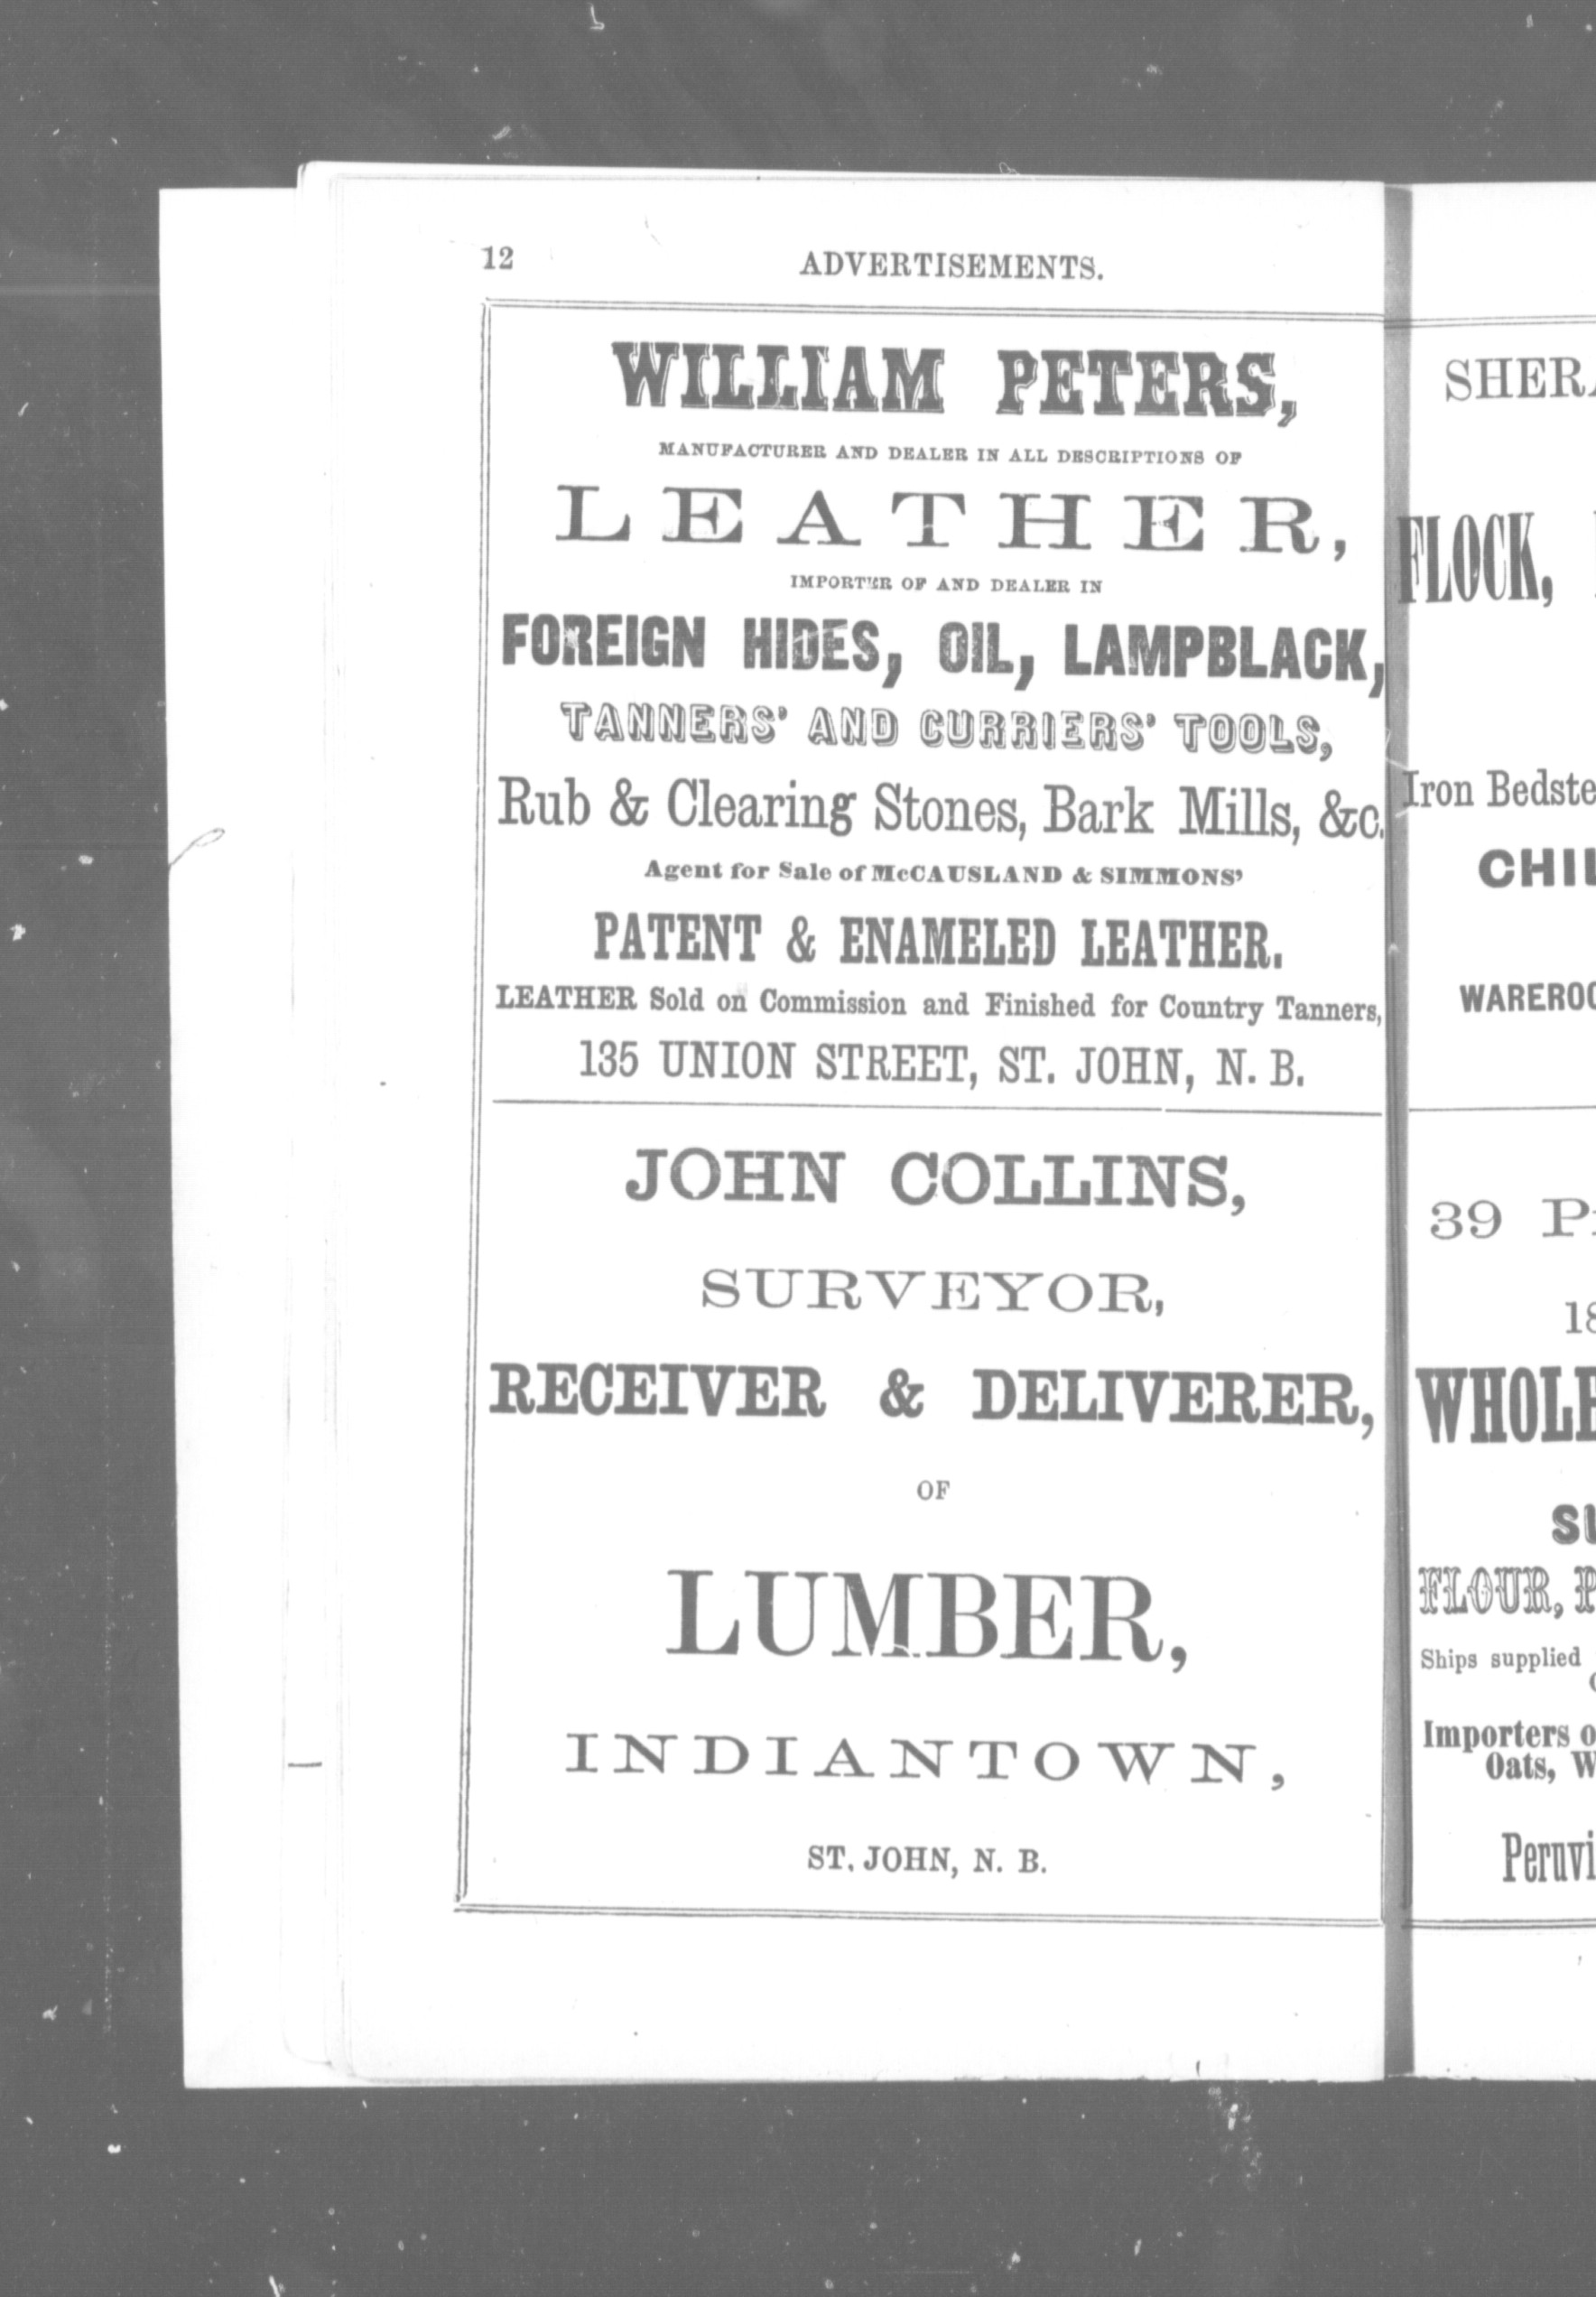 12
ADVERTISEMENTS.
WILLIAM PETERS,
MANUFACTURER AND DEALER IN ALL DESCRIPTIONS OF
LEATHER,
IMPORTER OF AND DEALER IN
FOREIGN HIDES, OIL, LAMPBLACK,
TANNERS' AND CURRIERS' TOOLS,
Rub & Clearing Stones, Bark Mills, &c.
Agent for Sale of McCAUSLAND & SIMMONS'
PATENT & ENAMELED LEATHER.
LEATHER Sold on Commission and Finished for Country Tanners,
135 UNION STREET, ST. JOHN, N. B.
JOHN COLLINS,
SURVEYOR,
RECEIVER & DELIVERER,
OF
LUMBER,
INDIANTOWN,
ST. JOHN, N. B.
SHERA
FLOCK,
Iron Bedste
CHIL
WAREROO
39 P
18
WHOLE
SU
FLOUR, P
Ships supplied
Importers o
Oats, W
Peruvi